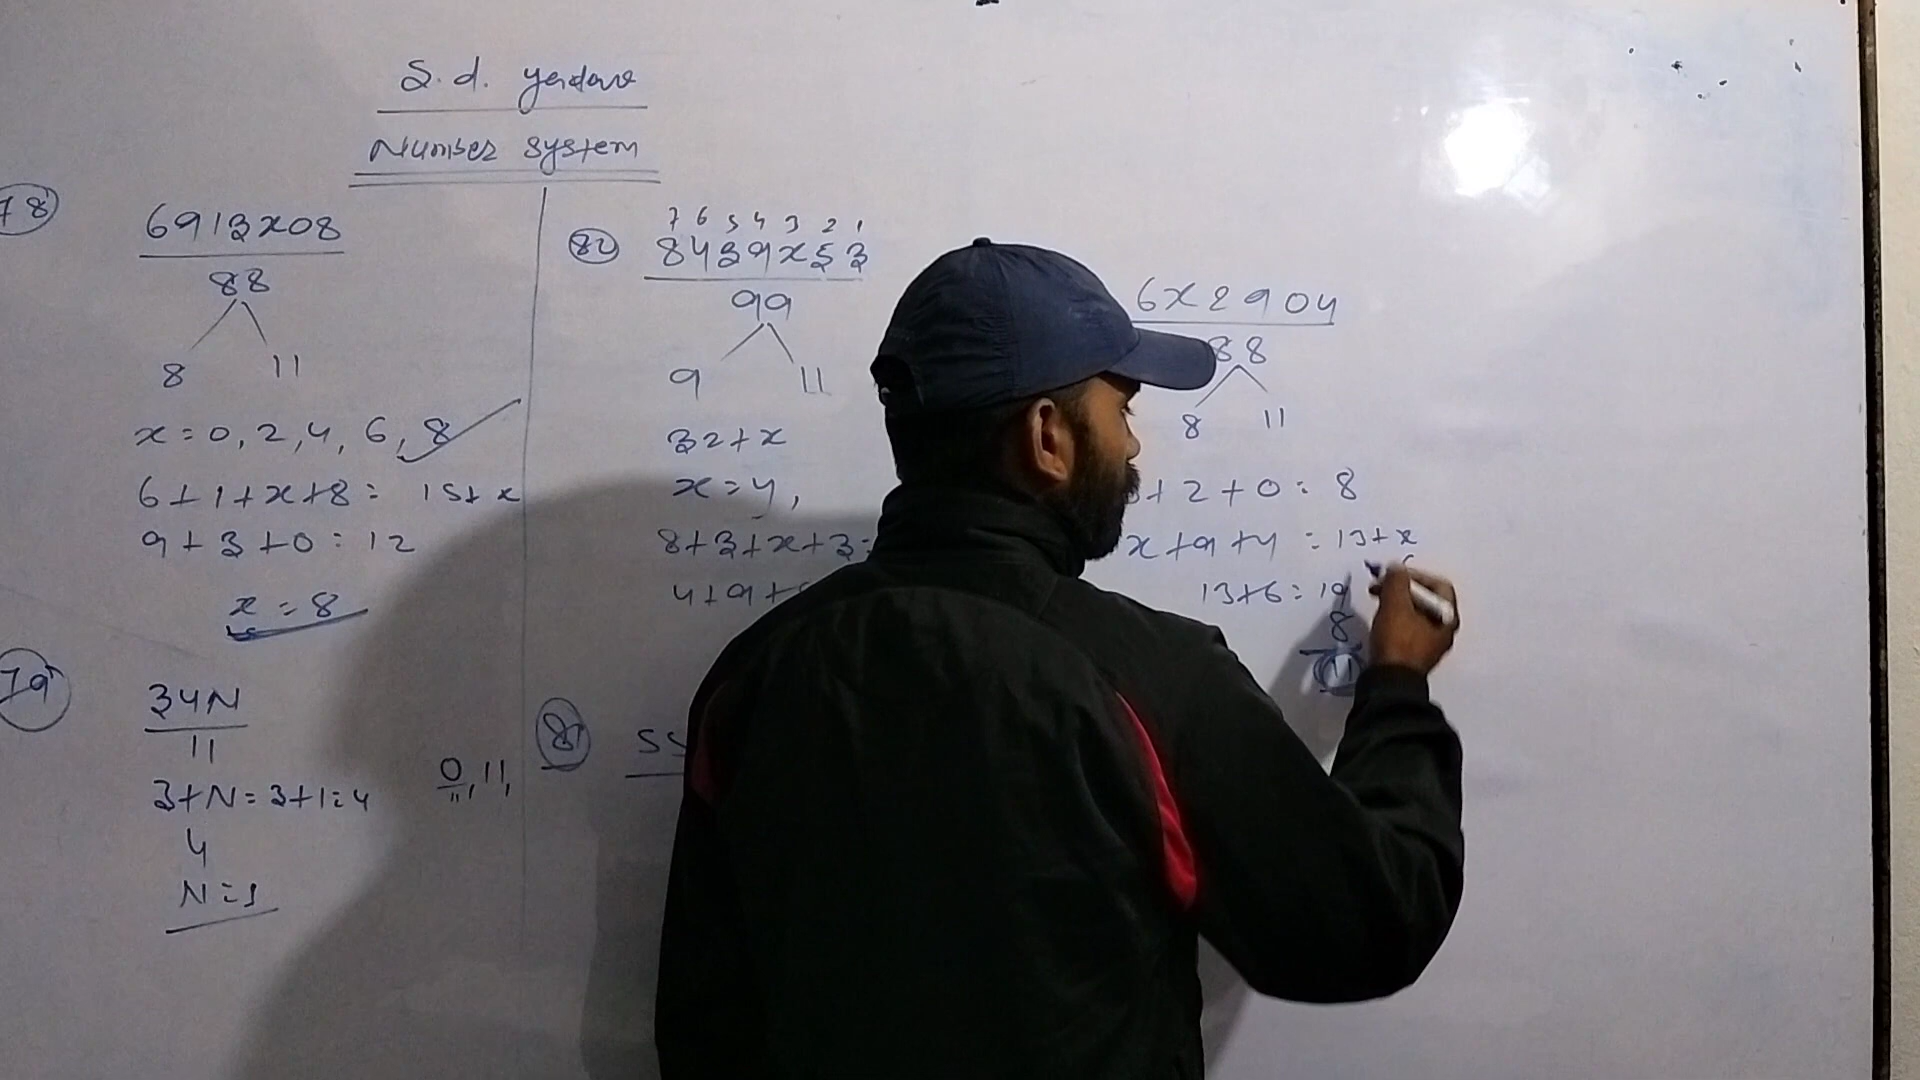 S.d. yadav
Number system
78
6913x08
88
8 11
x=0,2,4,6,8
6+1+x+8= 15+x
9+3+0=12
x=8
79
34N
11
3+N=3+1=4
4
N=1
0,11,
82
7 6 5 4 3 2 1
8439x53
99
9 11
32+x
x=4,
8+3+x+3=
4+9+
6x2904
88
8 11
+2+0=8
x+9+4=13+x
13+6=19
8
11